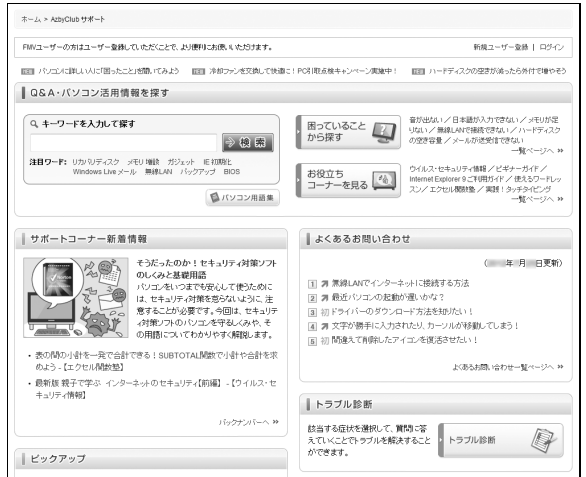 ホーム > AzbyClub サポート
FMVユーザーの方はユーザー登録していただくことで、より便利にお使いいただけます。
新規ユーザー登録 | ログイン
パソコンに詳しい人に「困ったこと」を聞いてみよう
冷却ファンを交換して快適に!PC引取点検キャンペーン実施中!
ハードディスクの空きが減ったら外付で増やそう
Q&A・パソコン活用情報を探す
キーワードを入力して探す
検索
注目ワード: リカバリディスク メモリ増設 ガジェット IE初期化
Windows Live メール 無線LAN バックアップ BIOS
パソコン用語集
困っていること
から探す
音が出ない/日本語が入力できない/メモリが足
りない/無線LANで接続できない/ハードディスク
の空き容量/メールが送受信できない
一覧ページへ »
お役立ち
コーナーを見る
ウイルス・セキュリティ情報/ビギナーガイド/
Internet Explorer 9ご利用ガイド/使えるワードレッ
スン/エクセル関数塾/実践!タッチタイピング
一覧ページへ »
サポートコーナー新着情報
そうだったのか!セキュリティ対策ソフト
のしくみと基礎用語
パソコンをいつまでも安心して使うために
は、セキュリティ対策を怠らないように、注
意することが必要です。今回は、セキュリテ
ィ対策ソフトのパソコンを守るしくみや、そ
の用語についてわかりやすく解説します。
• 表の間の小計を一発で合計できる!SUBTOTAL関数で小計や合計を求
めよう -【エクセル関数塾】
• 最新版 親子で学ぶ インターネットのセキュリティ【前編】 -【ウイルス・セ
キュリティ情報】
バックナンバーへ »
ピックアップ
よくあるお問い合わせ
(年 月 日更新)
1 無線LANでインターネットに接続する方法
2 最近パソコンの起動が遅いかな?
3 初 ドライバーのダウンロード方法を知りたい!
4 文字が勝手に入力されたり、カーソルが移動してしまう!
5 初 間違えて削除したアイコンを復活させたい!
よくあるお問い合わせ一覧ページへ »
トラブル診断
該当する症状を選択して、質問に答
えていくことでトラブルを解決すること
ができます。
トラブル診断